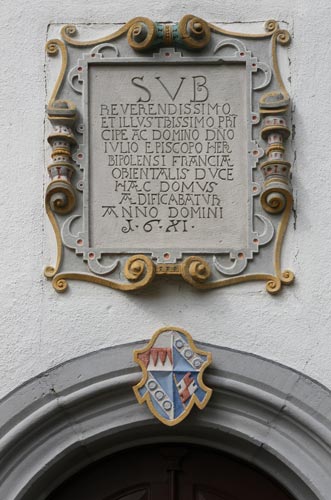 SVB
REVERENDISSIMO
ET ILLVSTRISSIMO PRI
CIPE AC DOMINO DNO
IVLIO EPISCOPO HER
BIPOLENSI FRANCIÆ
ORIENTALIS DVCE
HÆC DOMVS
ÆDIFICABATVR
ANNO DOMINI
J·6·XI·